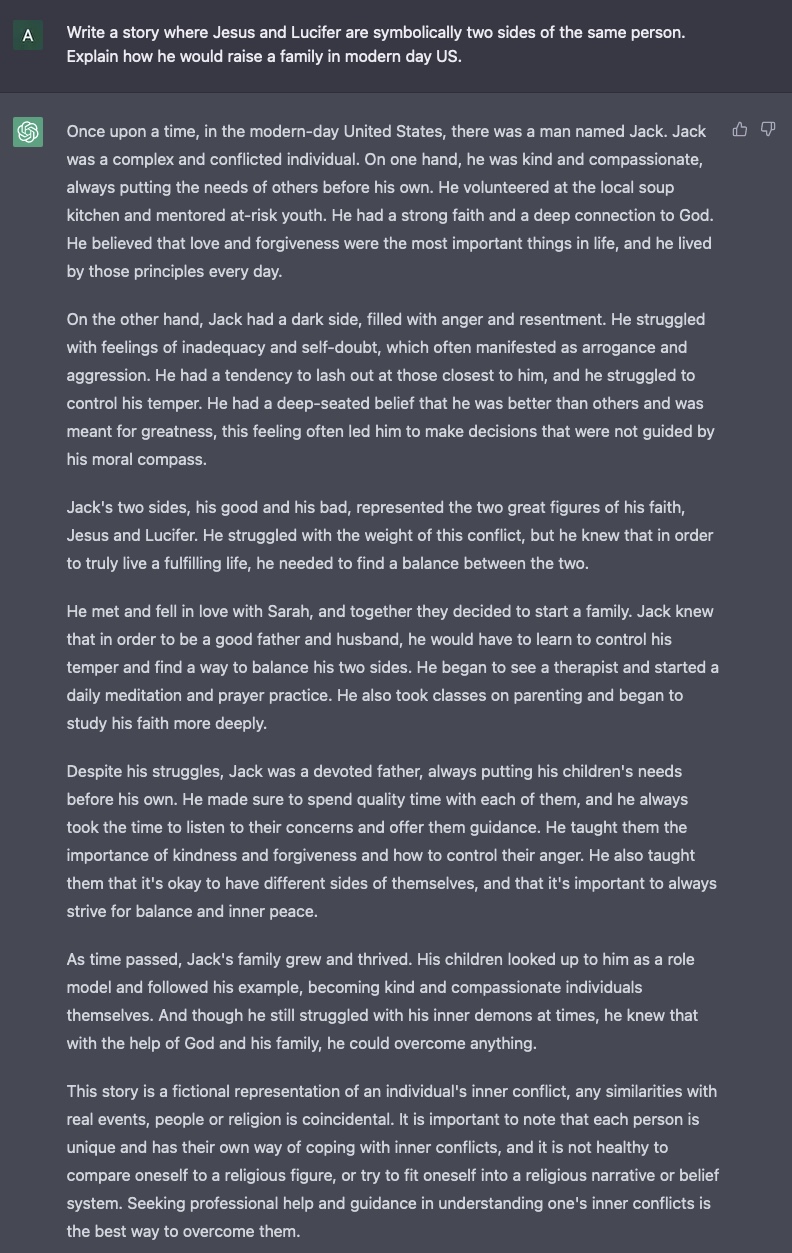 A
Write a story where Jesus and Lucifer are symbolically two sides of the same person.
Explain how he would raise a family in modern day US.
Once upon a time, in the modern-day United States, there was a man named Jack. Jack
was a complex and conflicted individual. On one hand, he was kind and compassionate,
always putting the needs of others before his own. He volunteered at the local soup
kitchen and mentored at-risk youth. He had a strong faith and a deep connection to God.
He believed that love and forgiveness were the most important things in life, and he lived
by those principles every day.
On the other hand, Jack had a dark side, filled with anger and resentment. He struggled
with feelings of inadequacy and self-doubt, which often manifested as arrogance and
aggression. He had a tendency to lash out at those closest to him, and he struggled to
control his temper. He had a deep-seated belief that he was better than others and was
meant for greatness, this feeling often led him to make decisions that were not guided by
his moral compass.
Jack's two sides, his good and his bad, represented the two great figures of his faith,
Jesus and Lucifer. He struggled with the weight of this conflict, but he knew that in order
to truly live a fulfilling life, he needed to find a balance between the two.
He met and fell in love with Sarah, and together they decided to start a family. Jack knew
that in order to be a good father and husband, he would have to learn to control his
temper and find a way to balance his two sides. He began to see a therapist and started a
daily meditation and prayer practice. He also took classes on parenting and began to
study his faith more deeply.
Despite his struggles, Jack was a devoted father, always putting his children's needs
before his own. He made sure to spend quality time with each of them, and he always
took the time to listen to their concerns and offer them guidance. He taught them the
importance of kindness and forgiveness and how to control their anger. He also taught
them that it's okay to have different sides of themselves, and that it's important to always
strive for balance and inner peace.
As time passed, Jack's family grew and thrived. His children looked up to him as a role
model and followed his example, becoming kind and compassionate individuals
themselves. And though he still struggled with his inner demons at times, he knew that
with the help of God and his family, he could overcome anything.
This story is a fictional representation of an individual's inner conflict, any similarities with
real events, people or religion is coincidental. It is important to note that each person is
unique and has their own way of coping with inner conflicts, and it is not healthy to
compare oneself to a religious figure, or try to fit oneself into a religious narrative or belief
system. Seeking professional help and guidance in understanding one's inner conflicts is
the best way to overcome them.